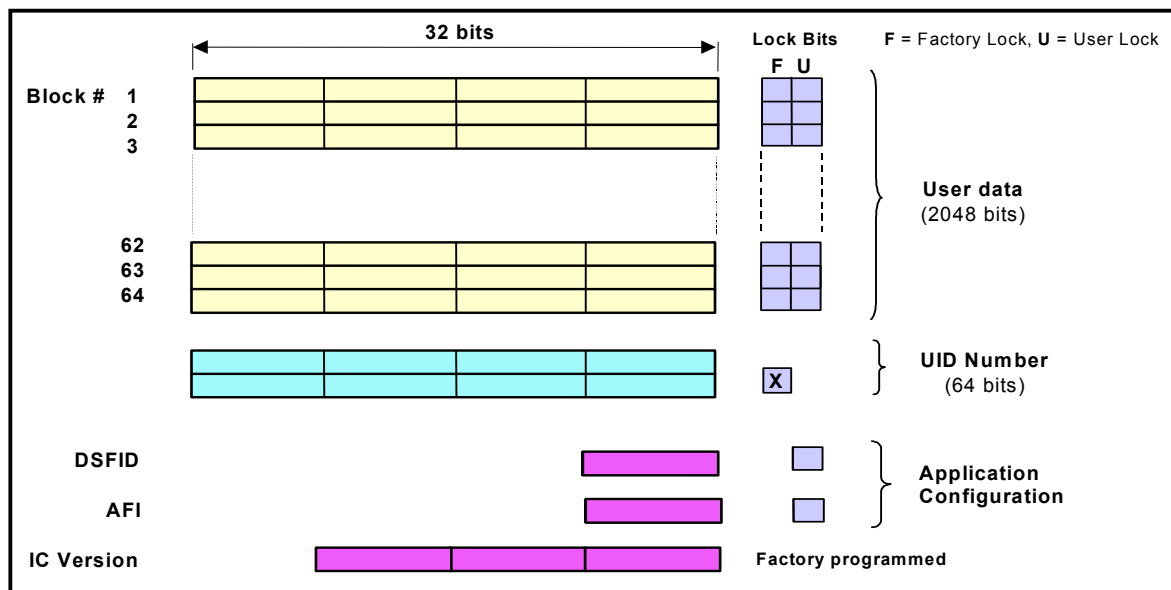 32 bits
Lock Bits
F = Factory Lock, U = User Lock
F U
Block # 1
2
3
User data
(2048 bits)
62
63
64
UID Number
(64 bits)
X
DSFID
Application
Configuration
AFI
IC Version
Factory programmed